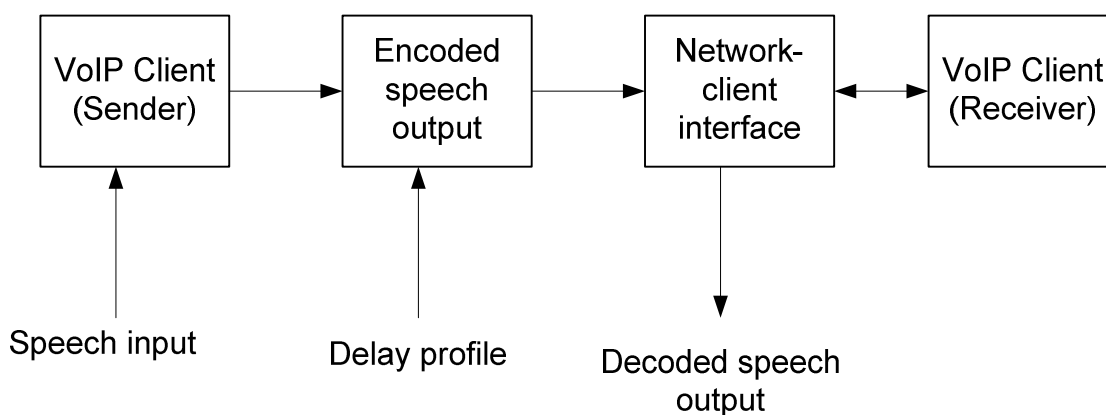 VoIP Client
(Sender)
Encoded
speech
output
Network-
client
interface
VoIP Client
(Receiver)
Speech input
Delay profile
Decoded speech
output